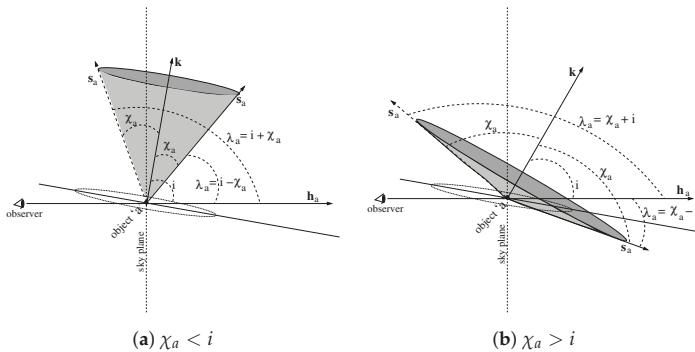 k
s_a
s_a
χ_a
χ_a
λ_a = i + χ_a
λ_a = i − χ_a
i
h_a
observer
object 'a'
sky plane
(a) χ_a < i
k
s_a
χ_a
λ_a = χ_a + i
i
χ_a
h_a
observer
λ_a = χ_a −
object 'a'
s_a
sky plane
(b) χ_a > i